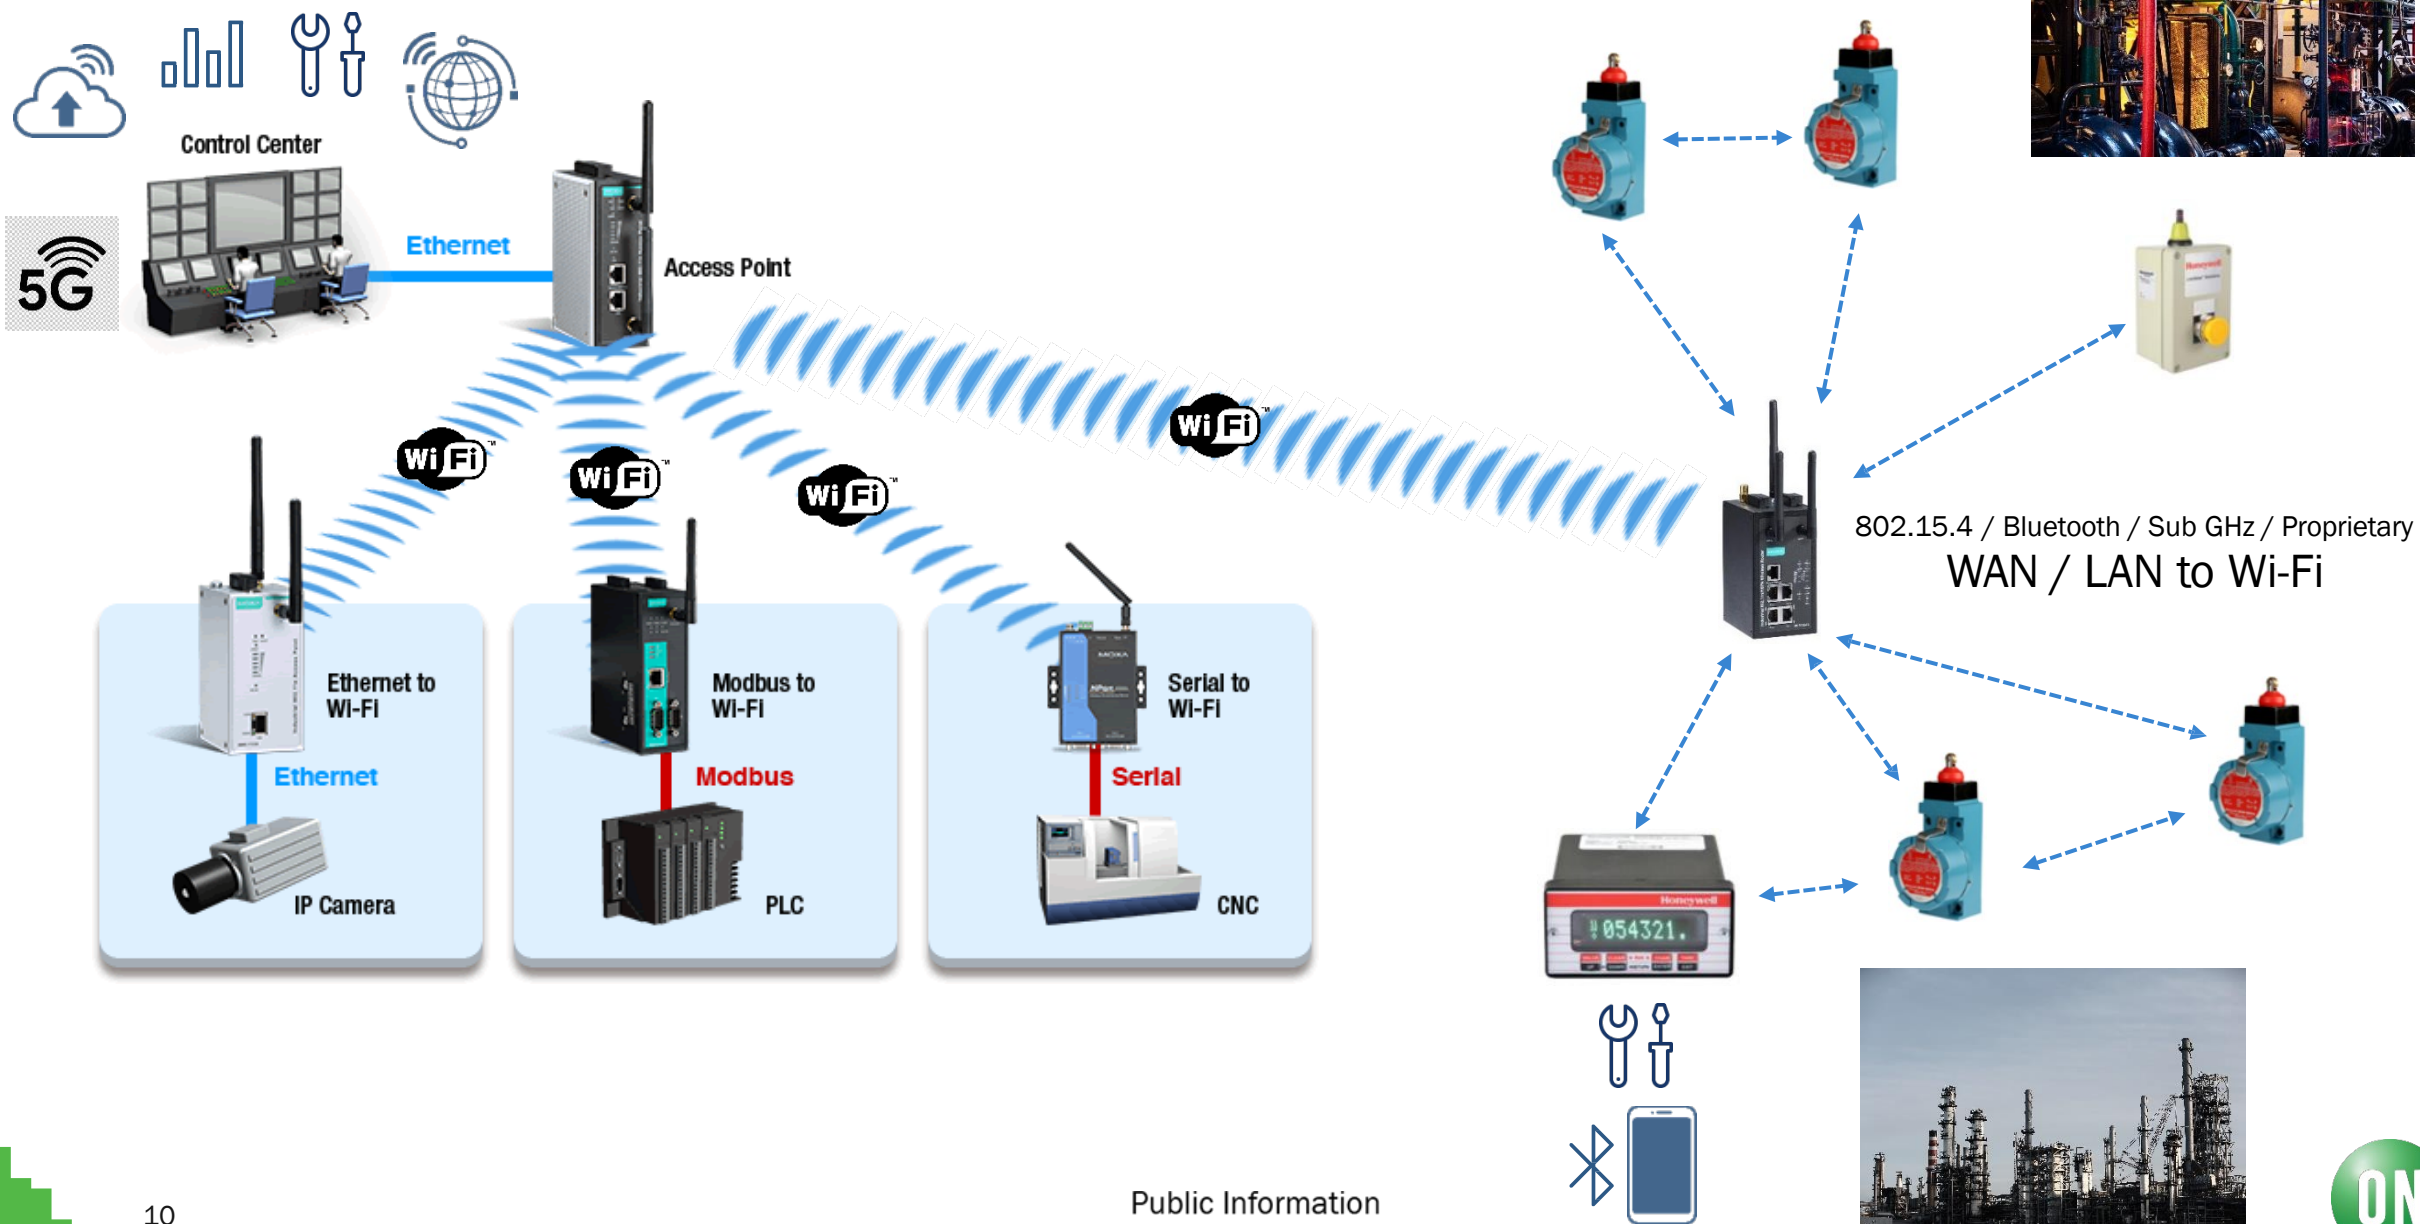 Control Center
5G
Ethernet
Access Point
Wi Fi
Wi Fi
Wi Fi
Wi Fi
Honeywell
802.15.4 / Bluetooth / Sub GHz / Proprietary
WAN / LAN to Wi-Fi
Ethernet to
Wi-Fi
Modbus to
Wi-Fi
MOXA
Serial to
Wi-Fi
Ethernet
Modbus
Serial
IP Camera
PLC
CNC
Honeywell
054321.
10
Public Information
ON